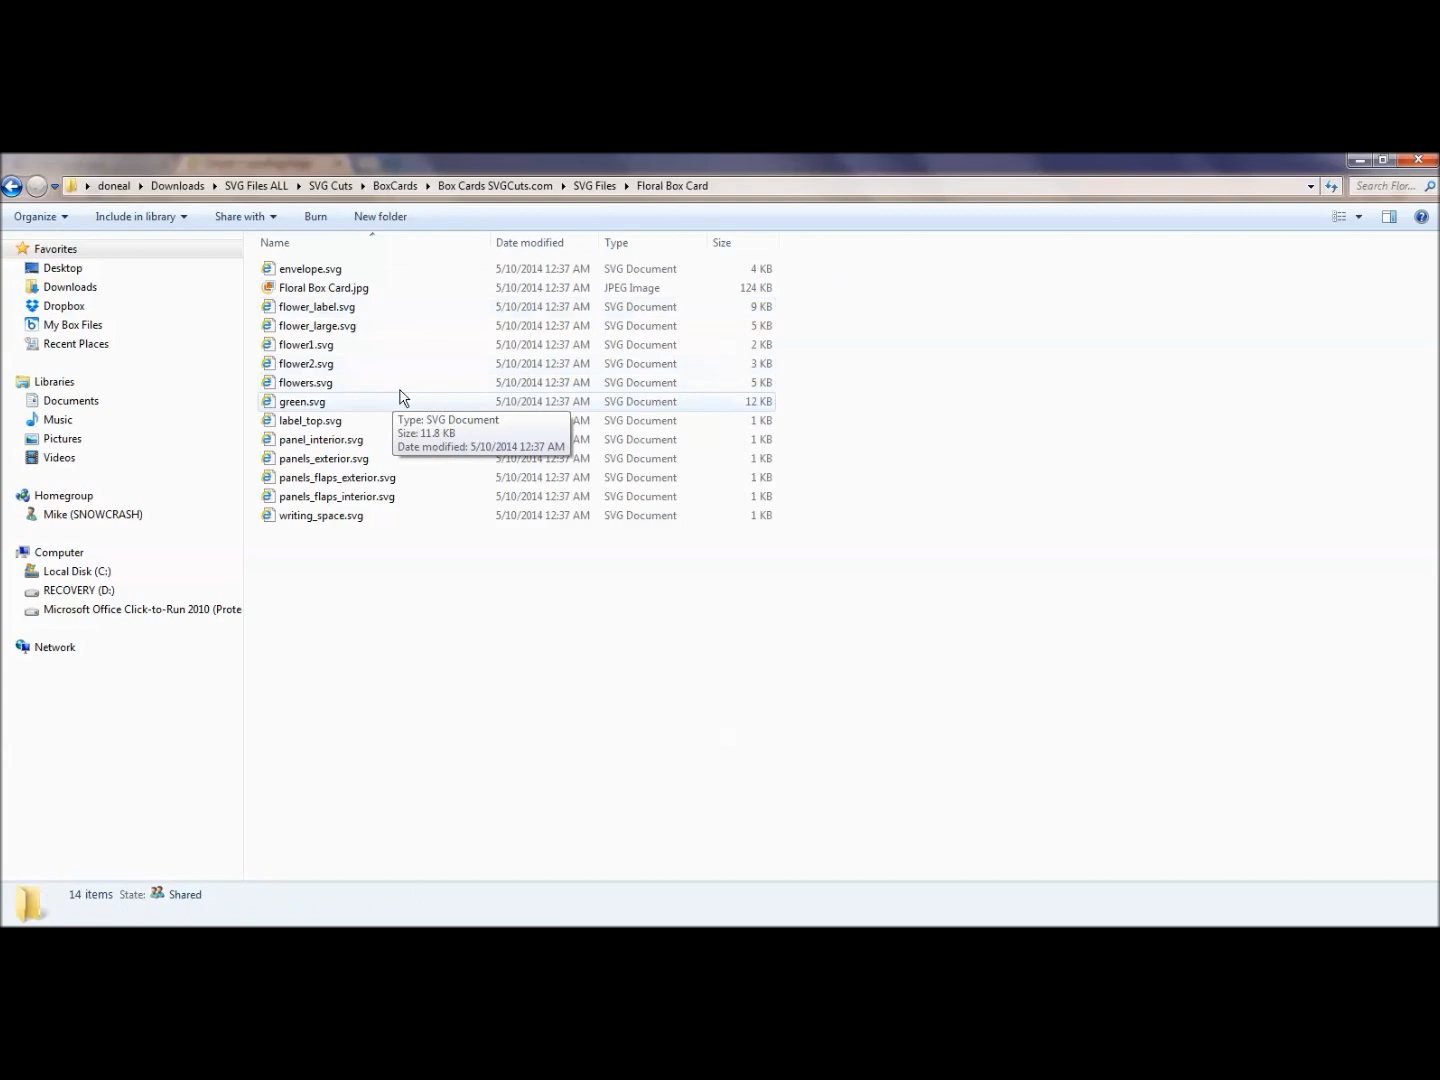 doneal Downloads SVG Files ALL SVG Cuts BoxCards Box Cards SVGCuts.com SVG Files Floral Box Card Search Flor...
Organize Include in library Share with Burn New folder
Name Date modified Type Size
Favorites
Desktop
Downloads
Dropbox
My Box Files
Recent Places
Libraries
Documents
Music
Pictures
Videos
Homegroup
Mike (SNOWCRASH)
Computer
Local Disk (C:)
RECOVERY (D:)
Microsoft Office Click-to-Run 2010 (Prote
Network
envelope.svg 5/10/2014 12:37 AM SVG Document 4 KB
Floral Box Card.jpg 5/10/2014 12:37 AM JPEG Image 124 KB
flower_label.svg 5/10/2014 12:37 AM SVG Document 9 KB
flower_large.svg 5/10/2014 12:37 AM SVG Document 5 KB
flower1.svg 5/10/2014 12:37 AM SVG Document 2 KB
flower2.svg 5/10/2014 12:37 AM SVG Document 3 KB
flowers.svg 5/10/2014 12:37 AM SVG Document 5 KB
green.svg 5/10/2014 12:37 AM SVG Document 12 KB
label_top.svg AM SVG Document 1 KB
panel_interior.svg AM SVG Document 1 KB
panels_exterior.svg 5/10/2014 12:37 AM SVG Document 1 KB
panels_flaps_exterior.svg 5/10/2014 12:37 AM SVG Document 1 KB
panels_flaps_interior.svg 5/10/2014 12:37 AM SVG Document 1 KB
writing_space.svg 5/10/2014 12:37 AM SVG Document 1 KB
Type: SVG Document
Size: 11.8 KB
Date modified: 5/10/2014 12:37 AM
14 items State: Shared